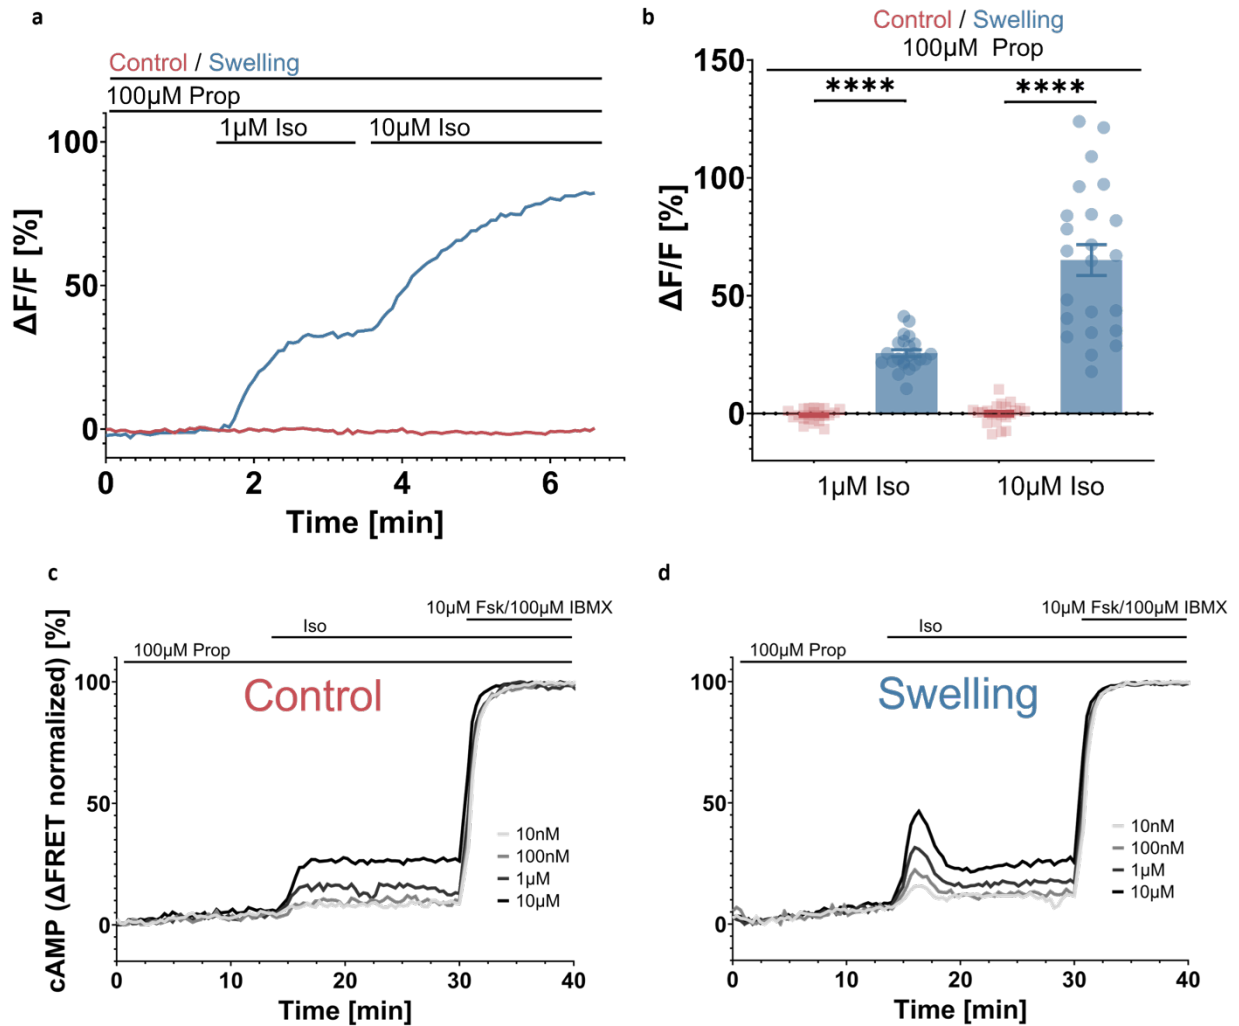 a
Control / Swelling
100µM Prop
1µM Iso
10µM Iso
100
50
0
ΔF/F [%]
0 2 4 6
Time [min]
b
Control / Swelling
100µM Prop
**** ****
150
100
50
0
ΔF/F [%]
1µM Iso 10µM Iso
c
10µM Fsk/100µM IBMX
Iso
100µM Prop
Control
100
50
0
cAMP (ΔFRET normalized) [%]
10nM
100nM
1µM
10µM
0 10 20 30 40
Time [min]
d
10µM Fsk/100µM IBMX
Iso
100µM Prop
Swelling
100
50
0
10nM
100nM
1µM
10µM
0 10 20 30 40
Time [min]